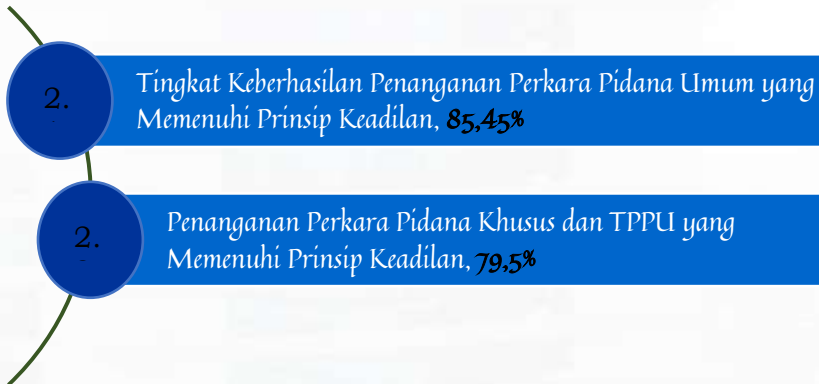 2.
Tingkat Keberhasilan Penanganan Perkara Pidana Umum yang
Memenuhi Prinsip Keadilan, 85,45%
2.
Penanganan Perkara Pidana Khusus dan TPPU yang
Memenuhi Prinsip Keadilan, 79,5%